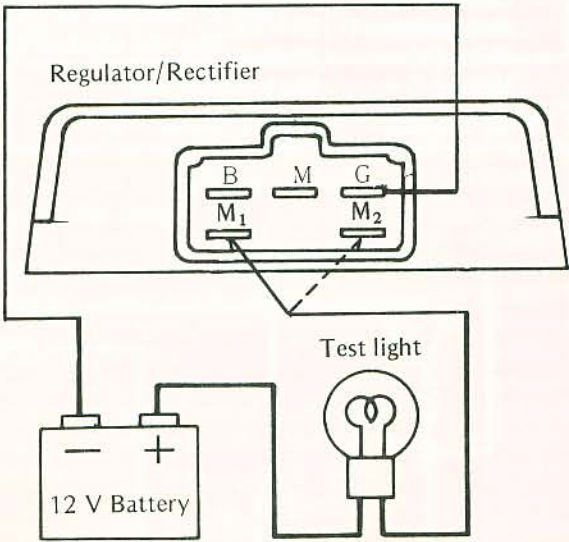 Regulator/Rectifier
B M G
M₁ M₂
Test light
− +
12 V Battery